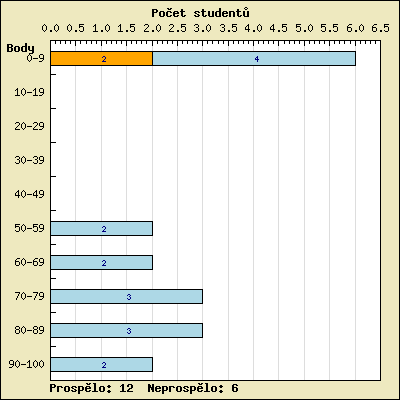 Počet studentů
0.0 0.5 1.0 1.5 2.0 2.5 3.0 3.5 4.0 4.5 5.0 5.5 6.0 6.5
Body
0-9 2 4
10-19
20-29
30-39
40-49
50-59 2
60-69 2
70-79 3
80-89 3
90-100 2
Prospělo: 12 Neprospělo: 6